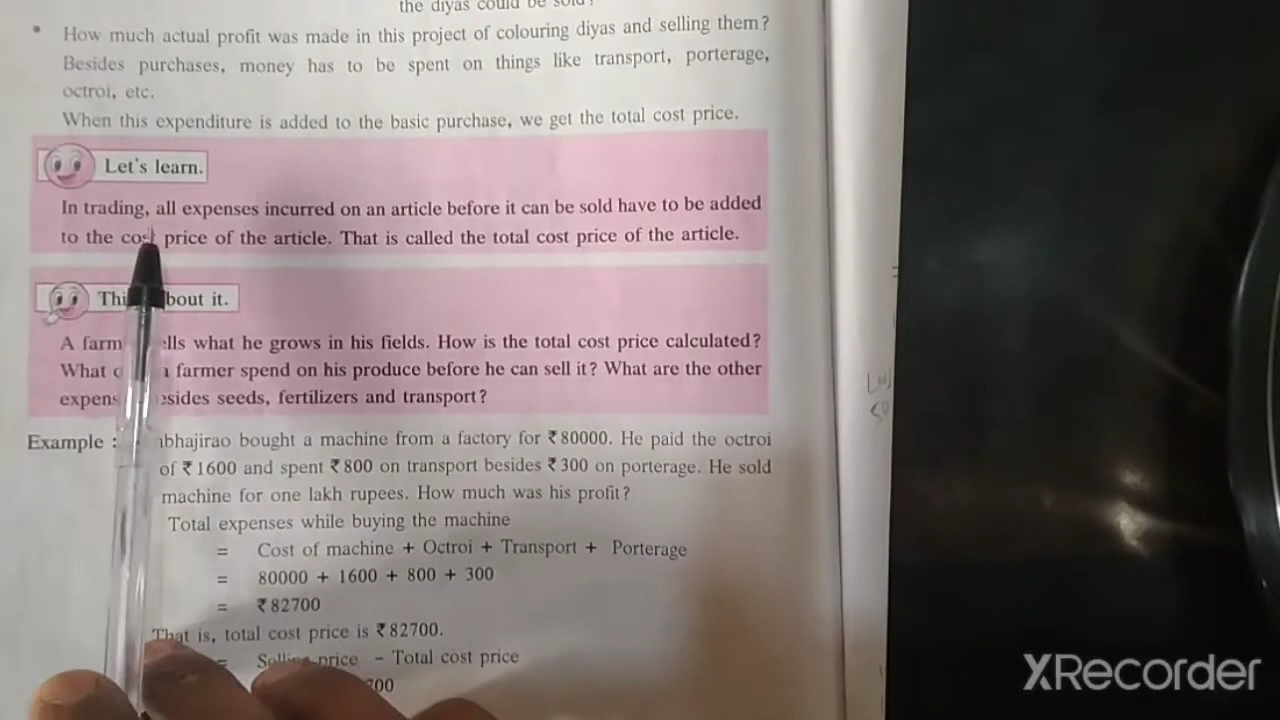 the diyas could be sold?
• How much actual profit was made in this project of colouring diyas and selling them?
Besides purchases, money has to be spent on things like transport, porterage,
octroi, etc.
When this expenditure is added to the basic purchase, we get the total cost price.
Let's learn.
In trading, all expenses incurred on an article before it can be sold have to be added
to the cost price of the article. That is called the total cost price of the article.
bout it.
A farm lls what he grows in his fields. How is the total cost price calculated?
What farmer spend on his produce before he can sell it? What are the other
expens esides seeds, fertilizers and transport?
Example : bhajirao bought a machine from a factory for ₹80000. He paid the octroi
of ₹1600 and spent ₹800 on transport besides ₹300 on porterage. He sold
machine for one lakh rupees. How much was his profit?
Total expenses while buying the machine
= Cost of machine + Octroi + Transport + Porterage
= 80000 + 1600 + 800 + 300
= ₹82700
That is, total cost price is ₹82700.
= Selling price - Total cost price
700
XRecorder